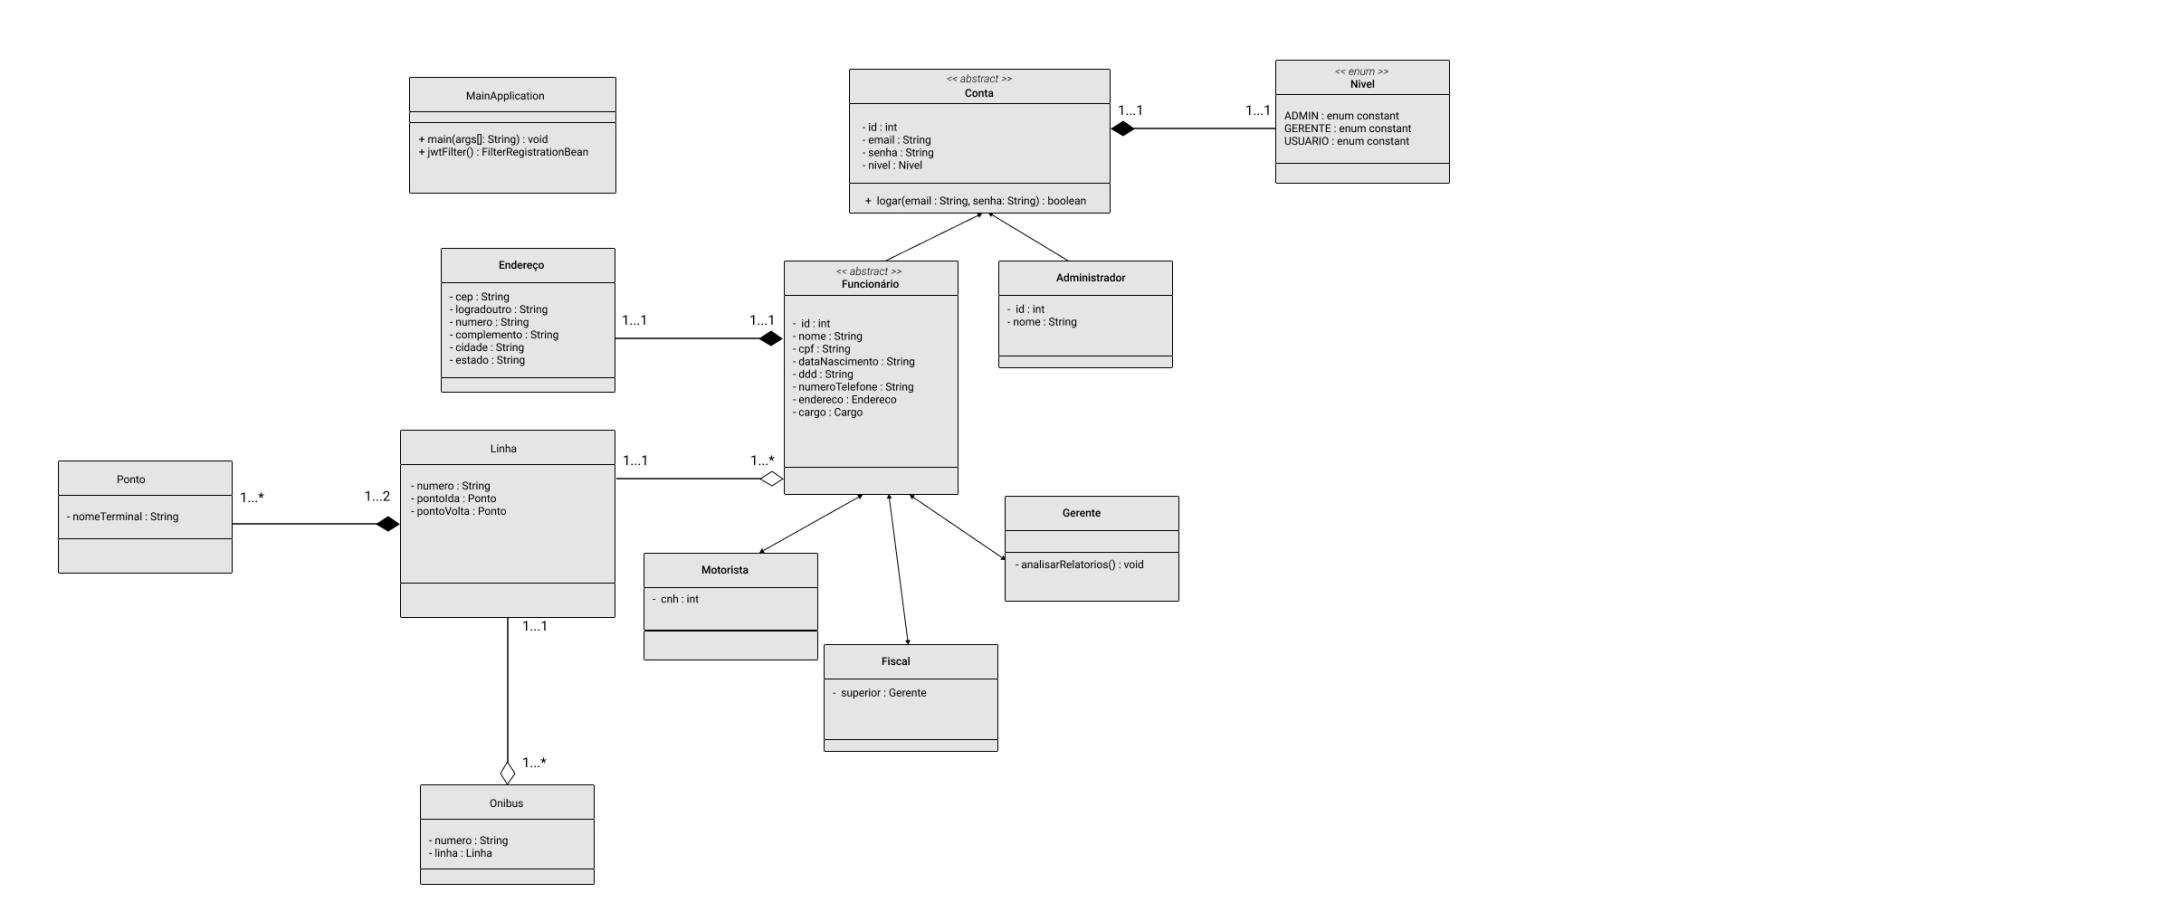 MainApplication
+ main(args[]: String) : void
+ jwtFilter() : FilterRegistrationBean
<< abstract >>
Conta
- id : int
- email : String
- senha : String
- nivel : Nivel
+ logar(email : String, senha: String) : boolean
1...1
1...1
<< enum >>
Nivel
ADMIN : enum constant
GERENTE : enum constant
USUARIO : enum constant
Endereço
- cep : String
- logradoutro : String
- numero : String
- complemento : String
- cidade : String
- estado : String
1...1
1...1
<< abstract >>
Funcionário
- id : int
- nome : String
- cpf : String
- dataNascimento : String
- ddd : String
- numeroTelefone : String
- endereco : Endereco
- cargo : Cargo
Administrador
- id : int
- nome : String
Ponto
- nomeTerminal : String
1...*
1...2
Linha
- numero : String
- pontoIda : Ponto
- pontoVolta : Ponto
1...1
1...*
Gerente
- analisarRelatorios() : void
Motorista
- cnh : int
Fiscal
- superior : Gerente
1...1
1...*
Onibus
- numero : String
- linha : Linha